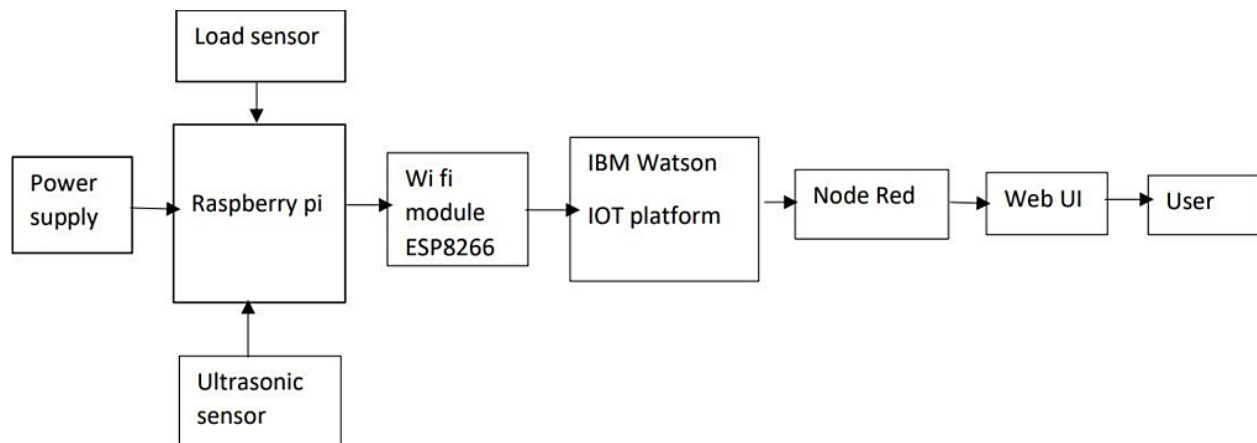 Load sensor
Power
supply
Raspberry pi
Wi fi
module
ESP8266
IBM Watson
IOT platform
Node Red
Web UI
User
Ultrasonic
sensor